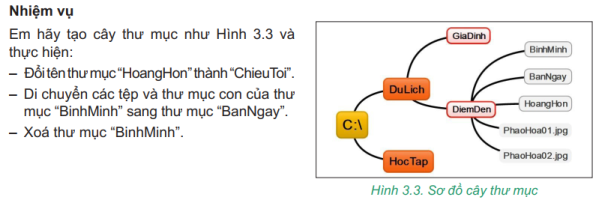 Nhiệm vụ
Em hãy tạo cây thư mục như Hình 3.3 và
thực hiện:
– Đổi tên thư mục “HoangHon” thành “ChieuToi”.
– Di chuyển các tệp và thư mục con của thư
mục “BinhMinh” sang thư mục “BanNgay”.
– Xoá thư mục “BinhMinh”.
GiaDinh
BinhMinh
BanNgay
DuLich
HoangHon
DiemDen
C:\
PhaoHoa01.jpg
PhaoHoa02.jpg
HocTap
Hình 3.3. Sơ đồ cây thư mục